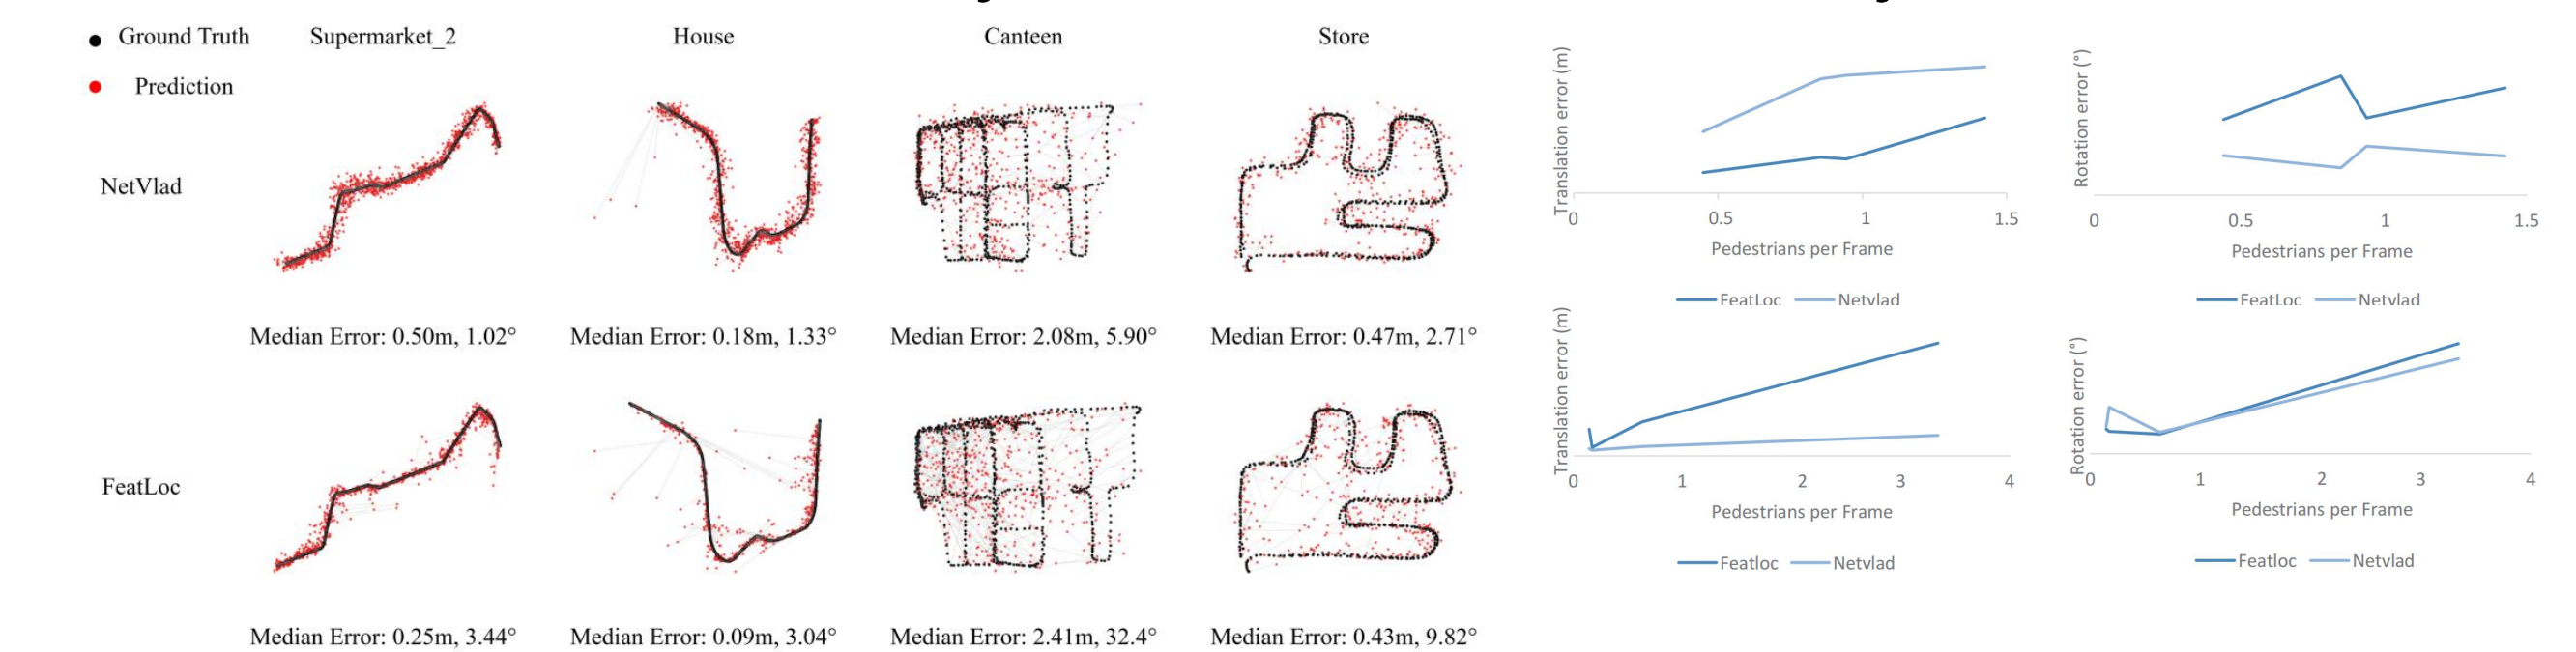 Ground Truth
Prediction
Supermarket_2
House
Canteen
Store
NetVlad
Median Error: 0.50m, 1.02°
Median Error: 0.18m, 1.33°
Median Error: 2.08m, 5.90°
Median Error: 0.47m, 2.71°
FeatLoc
Median Error: 0.25m, 3.44°
Median Error: 0.09m, 3.04°
Median Error: 2.41m, 32.4°
Median Error: 0.43m, 9.82°
Translation error (m)
0 0.5 1 1.5
Pedestrians per Frame
FeatLoc Netvlad
Rotation error (°)
0 0.5 1 1.5
Pedestrians per Frame
FeatLoc Netvlad
Translation error (m)
0 1 2 3 4
Pedestrians per Frame
Featloc Netvlad
Rotation error (°)
0 1 2 3 4
Pedestrians per Frame
Featloc Netvlad